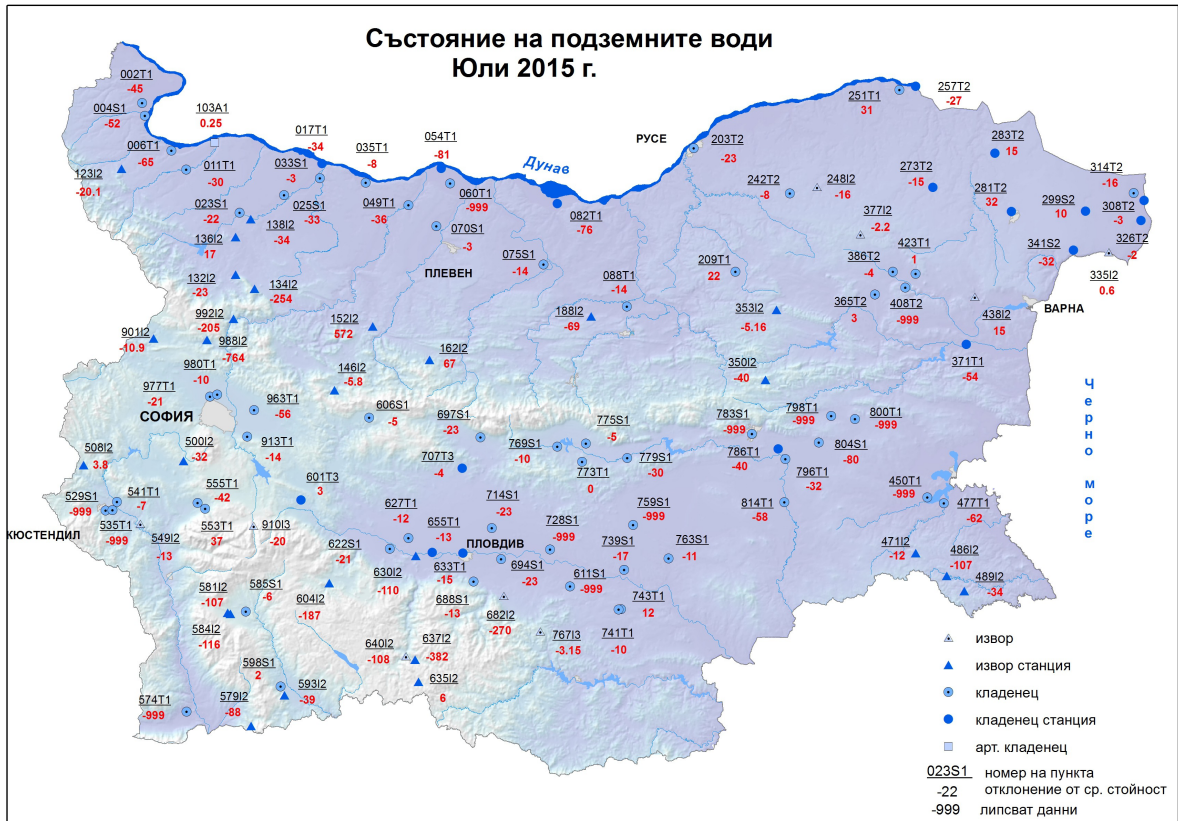 Състояние на подземните води
Юли 2015 г.
002T1
-45
004S1
-52
103A1
0.25
006T1
-65
011T1
-30
017T1
-34
033S1
-3
035T1
-8
054T1
-81
Дунав
РУСЕ
203T2
-23
251T1
31
257T2
-27
283T2
15
123I2
-20.1
023S1
-22
025S1
-33
138I2
-34
136I2
17
049T1
-36
060T1
-999
070S1
-3
082T1
-76
242T2
-8
248I2
-16
273T2
-15
281T2
32
299S2
10
314T2
-16
308T2
-3
326T2
-2
377I2
-2.2
423T1
1
341S2
-32
335I2
0.6
132I2
-23
134I2
-254
ПЛЕВЕН
075S1
-14
088T1
-14
209T1
22
386T2
-4
365T2
3
408T2
-999
438I2
15
ВАРНА
992I2
-205
988I2
-764
901I2
-10.9
152I2
572
188I2
-69
353I2
-5.16
162I2
67
146I2
-5.8
350I2
-40
371T1
-54
980T1
-10
977T1
-21
СОФИЯ
963T1
-56
913T1
-14
606S1
-5
697S1
-23
775S1
-5
769S1
-10
773T1
0
779S1
-30
783S1
-999
798T1
-999
800T1
-999
804S1
-80
786T1
-40
796T1
-32
Черно море
508I2
3.8
500I2
-32
601T3
3
707T3
-4
529S1
-999
541T1
-7
555T1
-42
535T1
-999
КЮСТЕНДИЛ
549I2
-13
553T1
37
910I3
-20
627T1
-12
655T1
-13
714S1
-23
ПЛОВДИВ
728S1
-999
759S1
-999
814T1
-58
450T1
-999
477T1
-62
622S1
-21
630I2
-110
633T1
-15
694S1
-23
739S1
-17
763S1
-11
471I2
-12
486I2
-107
489I2
-34
581I2
-107
585S1
-6
604I2
-187
688S1
-13
682I2
-270
611S1
-999
743T1
12
584I2
-116
598S1
2
593I2
-39
640I2
-108
637I2
-382
635I2
6
767I3
-3.15
741T1
-10
574T1
-999
579I2
-88
извор
извор станция
кладенец
кладенец станция
арт. кладенец
023S1 номер на пункта
-22 отклонение от ср. стойност
-999 липсват данни